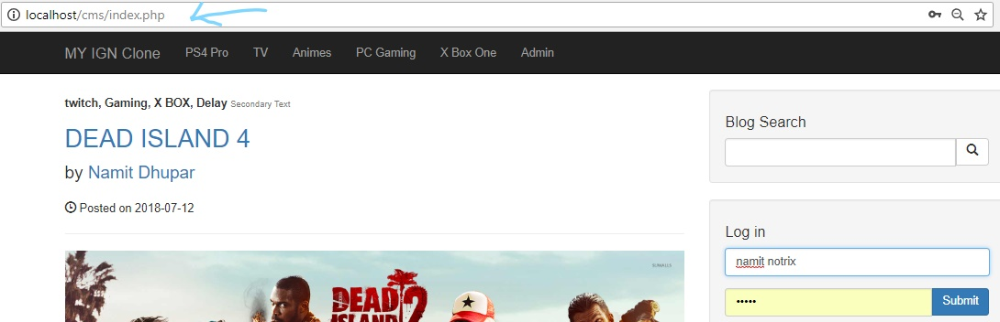 localhost/cms/index.php
MY IGN Clone PS4 Pro TV Animes PC Gaming X Box One Admin
twitch, Gaming, X BOX, Delay Secondary Text
DEAD ISLAND 4
by Namit Dhupar
Posted on 2018-07-12
DEAD
ISLAND 2
Blog Search
Log in
namit notrix
••••• Submit